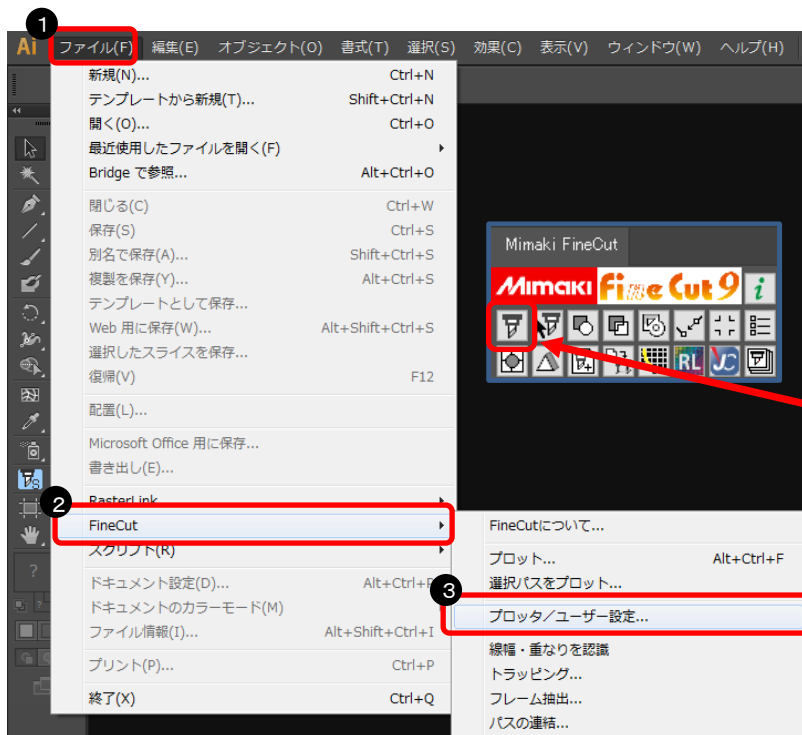 1
Ai ファイル(F) 編集(E) オブジェクト(O) 書式(T) 選択(S) 効果(C) 表示(V) ウィンドウ(W) ヘルプ(H)
新規(N)... Ctrl+N
テンプレートから新規(T)... Shift+Ctrl+N
開く(O)... Ctrl+O
最近使用したファイルを開く(F)
Bridge で参照... Alt+Ctrl+O
閉じる(C) Ctrl+W
保存(S) Ctrl+S
別名で保存(A)... Shift+Ctrl+S
複製を保存(Y)... Alt+Ctrl+S
テンプレートとして保存...
Web 用に保存(W)... Alt+Shift+Ctrl+S
選択したスライスを保存...
復帰(V) F12
配置(L)...
Microsoft Office 用に保存...
書き出し(E)...
RasterLink
2
FineCut
スクリプト(R)
ドキュメント設定(D)... Alt+Ctrl+P
ドキュメントのカラーモード(M)
ファイル情報(I)... Alt+Shift+Ctrl+I
プリント(P)... Ctrl+P
終了(X) Ctrl+Q
Mimaki FineCut
Mimaki Fine Cut 9 i
RL JC
FineCutについて...
プロット... Alt+Ctrl+F
選択パスをプロット...
3
プロッタ/ユーザー設定...
線幅・重なりを認識
トラッピング...
フレーム抽出...
パスの連結...